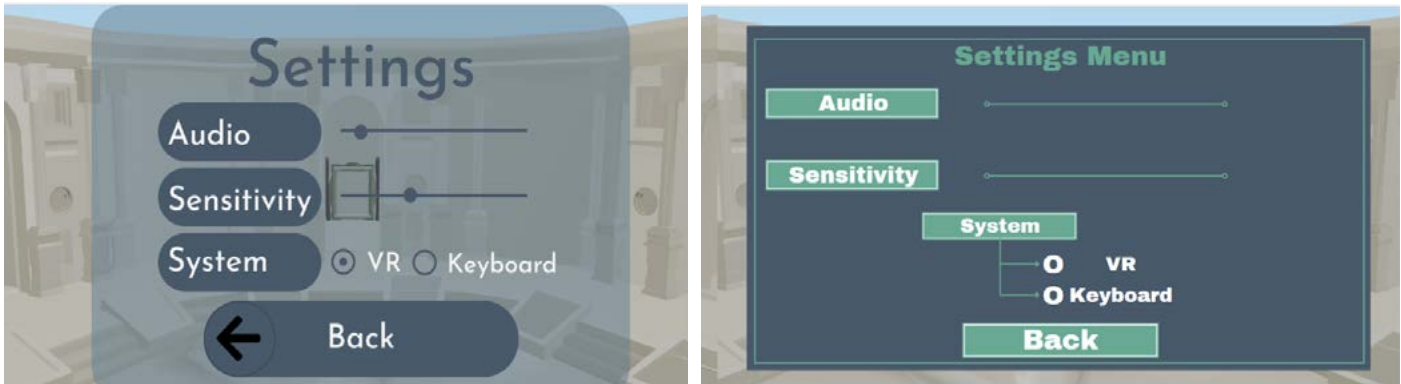 Settings
Audio
Sensitivity
System VR Keyboard
Back
Settings Menu
Audio
Sensitivity
System
VR
Keyboard
Back